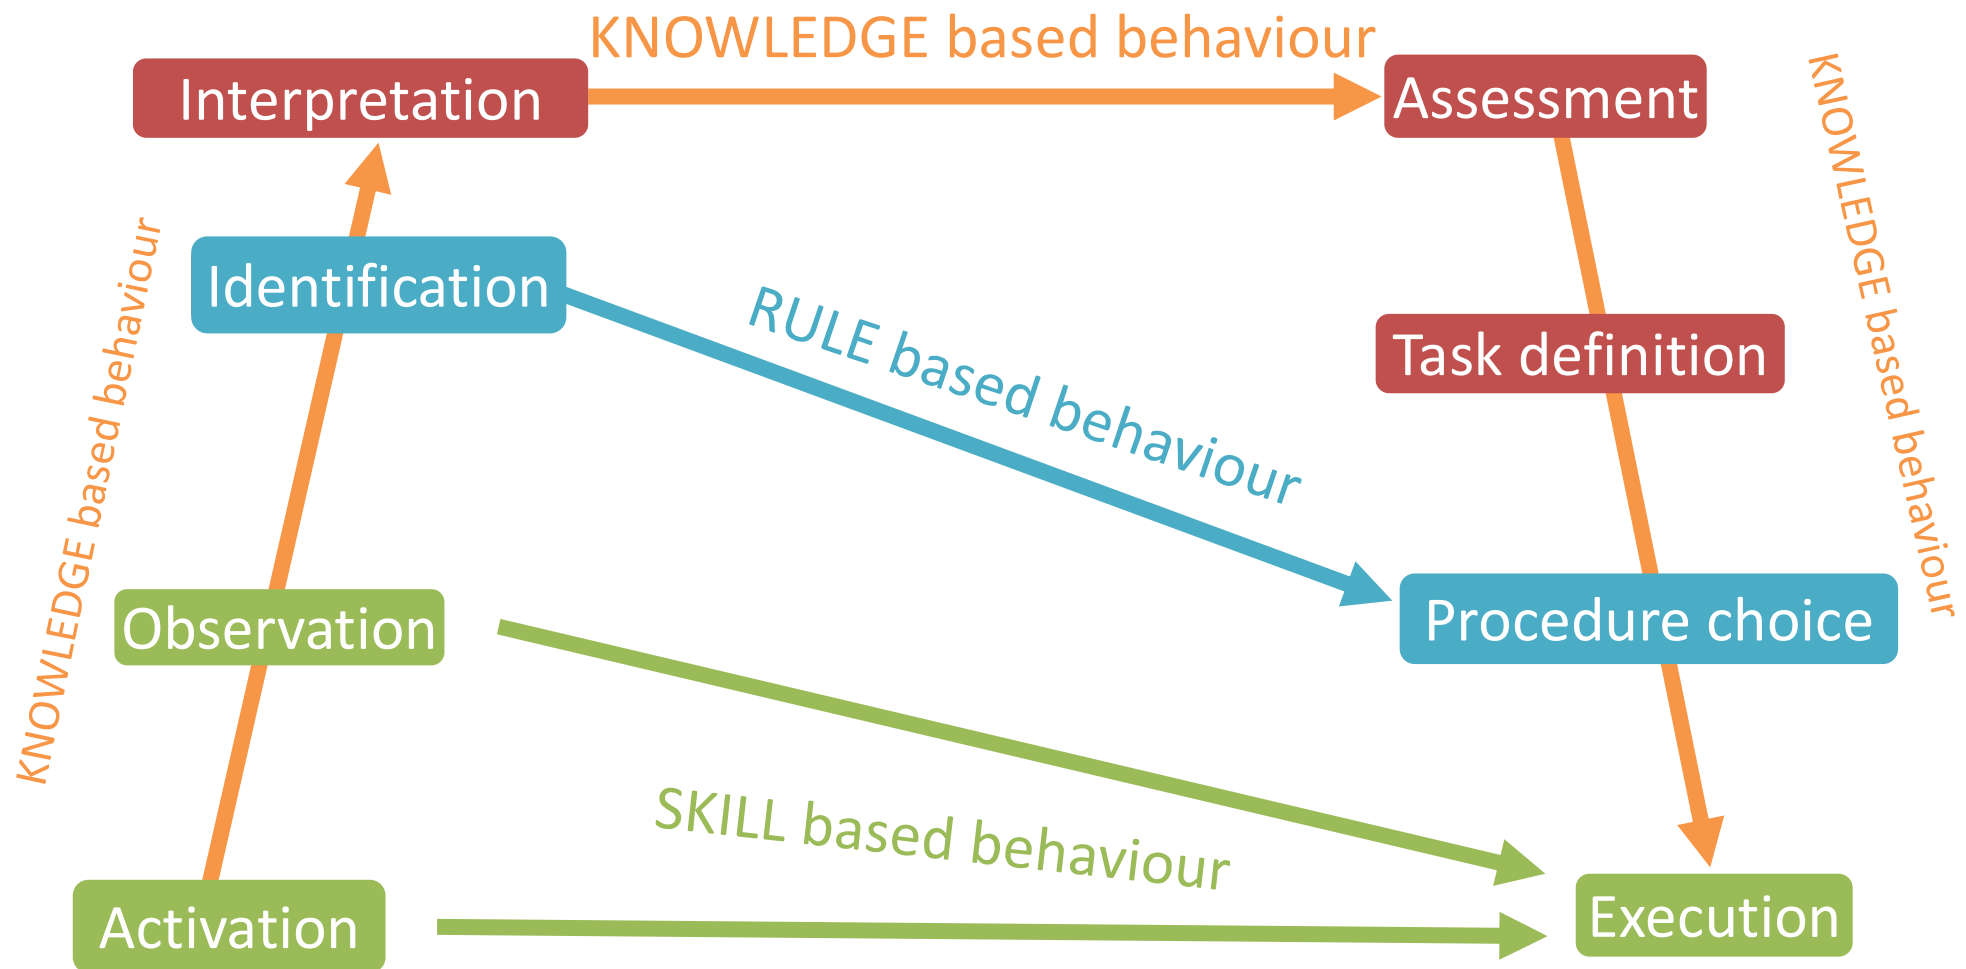 KNOWLEDGE based behaviour
Interpretation
Assessment
KNOWLEDGE based behaviour
KNOWLEDGE based behaviour
Identification
RULE based behaviour
Task definition
Observation
Procedure choice
SKILL based behaviour
Activation
Execution